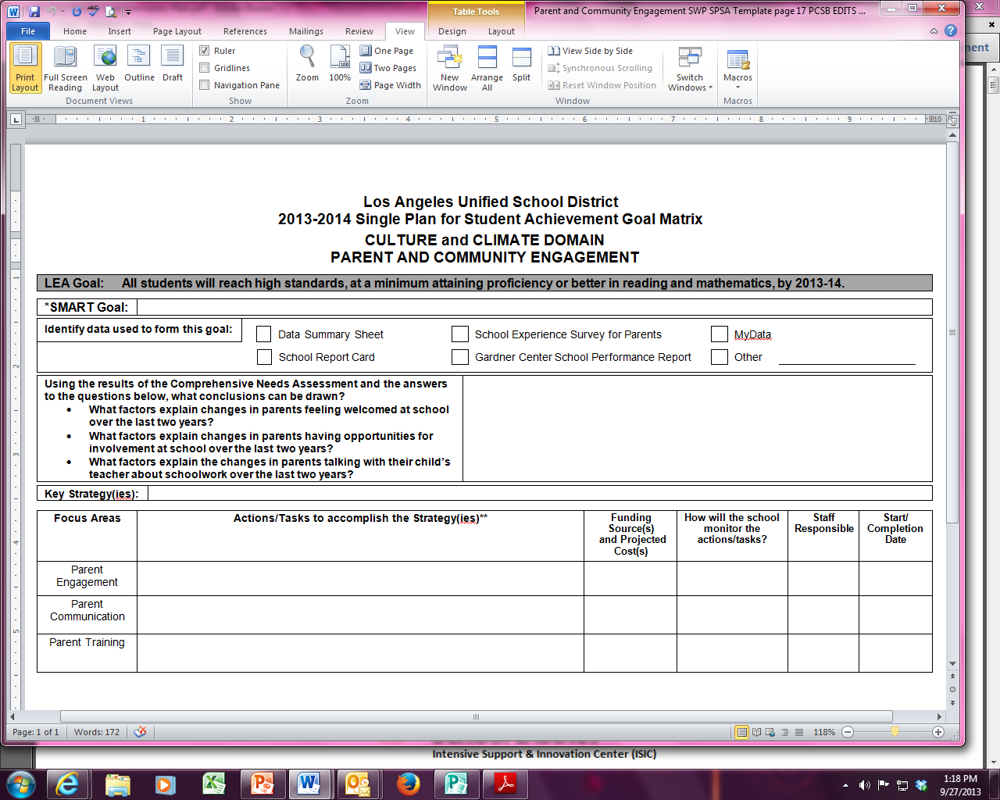 Table Tools
Parent and Community Engagement SWP SPSA Template page 17 PCSB EDITS ...
File Home Insert Page Layout References Mailings Review View Design Layout
Print Layout
Full Screen Reading
Web Layout
Outline
Draft
Document Views
Ruler
Gridlines
Navigation Pane
Show
Zoom
100%
One Page
Two Pages
Page Width
Zoom
New Window
Arrange All
Split
View Side by Side
Synchronous Scrolling
Reset Window Position
Window
Switch Windows
Macros
Macros
ment
1 2 3 4 5 6 7 8 9 10
Los Angeles Unified School District
2013-2014 Single Plan for Student Achievement Goal Matrix
CULTURE and CLIMATE DOMAIN
PARENT AND COMMUNITY ENGAGEMENT
LEA Goal: All students will reach high standards, at a minimum attaining proficiency or better in reading and mathematics, by 2013-14.
*SMART Goal:
Identify data used to form this goal:
Data Summary Sheet
School Experience Survey for Parents
MyData
School Report Card
Gardner Center School Performance Report
Other
Using the results of the Comprehensive Needs Assessment and the answers
to the questions below, what conclusions can be drawn?
• What factors explain changes in parents feeling welcomed at school
over the last two years?
• What factors explain changes in parents having opportunities for
involvement at school over the last two years?
• What factors explain the changes in parents talking with their child's
teacher about schoolwork over the last two years?
Key Strategy(ies):
Focus Areas
Actions/Tasks to accomplish the Strategy(ies)**
Funding
Source(s)
and Projected
Cost(s)
How will the school
monitor the
actions/tasks?
Staff
Responsible
Start/
Completion
Date
Parent
Engagement
Parent
Communication
Parent Training
Page: 1 of 1 Words: 172 118%
Intensive Support & Innovation Center (ISIC)
1:18 PM
9/27/2013